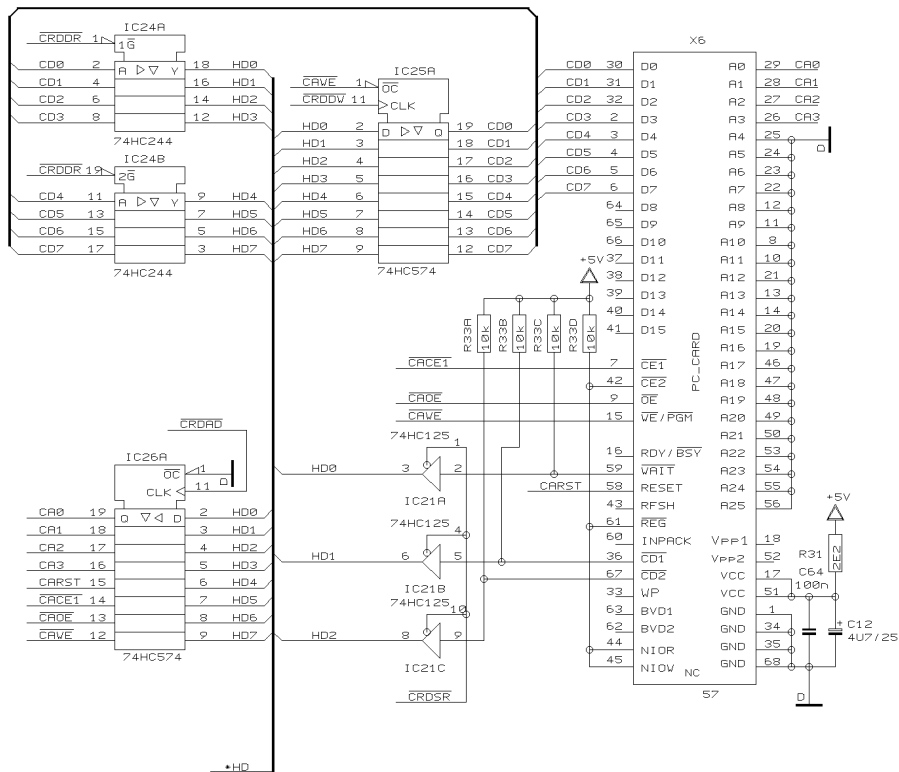 IC24A
CRDDR 1 1G
CD0 2 A Y 18 HD0
CD1 4 16 HD1
CD2 6 14 HD2
CD3 8 12 HD3
74HC244
IC24B
CRDDR 19 2G
CD4 11 A Y 9 HD4
CD5 13 7 HD5
CD6 15 5 HD6
CD7 17 3 HD7
74HC244
IC25A
CAWE 1 OC
CRDDW 11 CLK
HD0 2 D Q 19 CD0
HD1 3 18 CD1
HD2 4 17 CD2
HD3 5 16 CD3
HD4 6 15 CD4
HD5 7 14 CD5
HD6 8 13 CD6
HD7 9 12 CD7
74HC574
CRDAD
IC26A
OC 1
CLK 11
D
CA0 19 Q D 2 HD0
CA1 18 3 HD1
CA2 17 4 HD2
CA3 16 5 HD3
CARST 15 6 HD4
CACE1 14 7 HD5
CAOE 13 8 HD6
CAWE 12 9 HD7
74HC574
*HD
+5V
R33A 10k
R33B 10k
R33C 10k
R33D 10k
CACE1
CAOE
CAWE
74HC125
1
HD0 3 2
IC21A
CARST
74HC125
4
HD1 6 5
IC21B
74HC125
10
HD2 8 9
IC21C
CRDSR
X6
PC_CARD
CD0 30 D0 A0 29 CA0
CD1 31 D1 A1 28 CA1
CD2 32 D2 A2 27 CA2
CD3 2 D3 A3 26 CA3
CD4 3 D4 A4 25
CD5 4 D5 A5 24
CD6 5 D6 A6 23
CD7 6 D7 A7 22
64 D8 A8 12
65 D9 A9 11
66 D10 A10 8
37 D11 A11 10
38 D12 A12 21
39 D13 A13 13
40 D14 A14 14
41 D15 A15 20
A16 19
7 CE1 A17 46
42 CE2 A18 47
9 OE A19 48
15 WE/PGM A20 49
A21 50
16 RDY/BSY A22 53
59 WAIT A23 54
58 RESET A24 55
43 RFSH A25 56
61 REG
60 INPACK Vpp1 18
36 CD1 Vpp2 52
67 CD2 VCC 17
33 WP VCC 51
63 BVD1 GND 1
62 BVD2 GND 34
44 NIOR GND 35
45 NIOW GND 68
NC
57
D
+5V
R31 2E2
C64
100n
+ C12
4U7/25
D